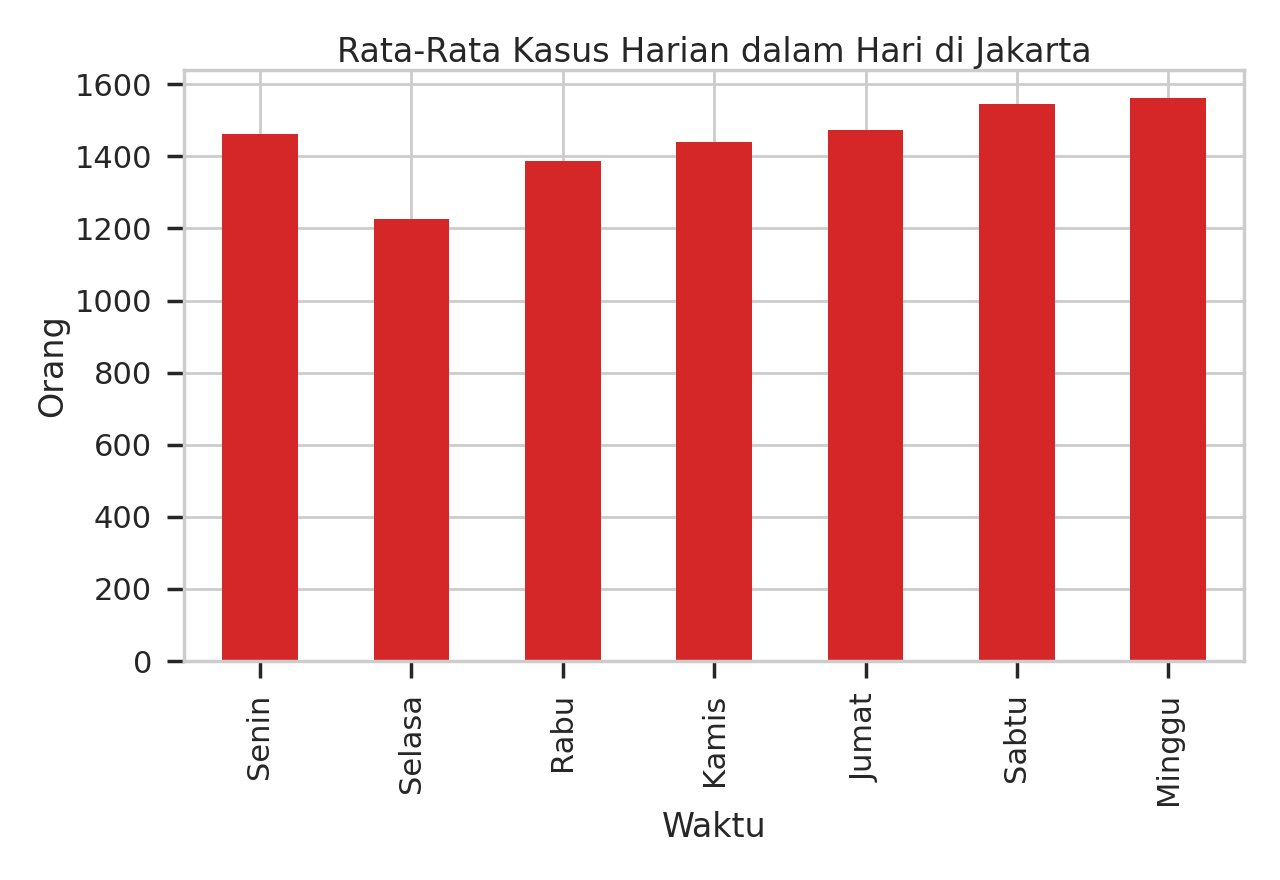 Rata-Rata Kasus Harian dalam Hari di Jakarta
1600
1400
1200
1000
800
600
400
200
0
Orang
Senin
Selasa
Rabu
Kamis
Jumat
Sabtu
Minggu
Waktu